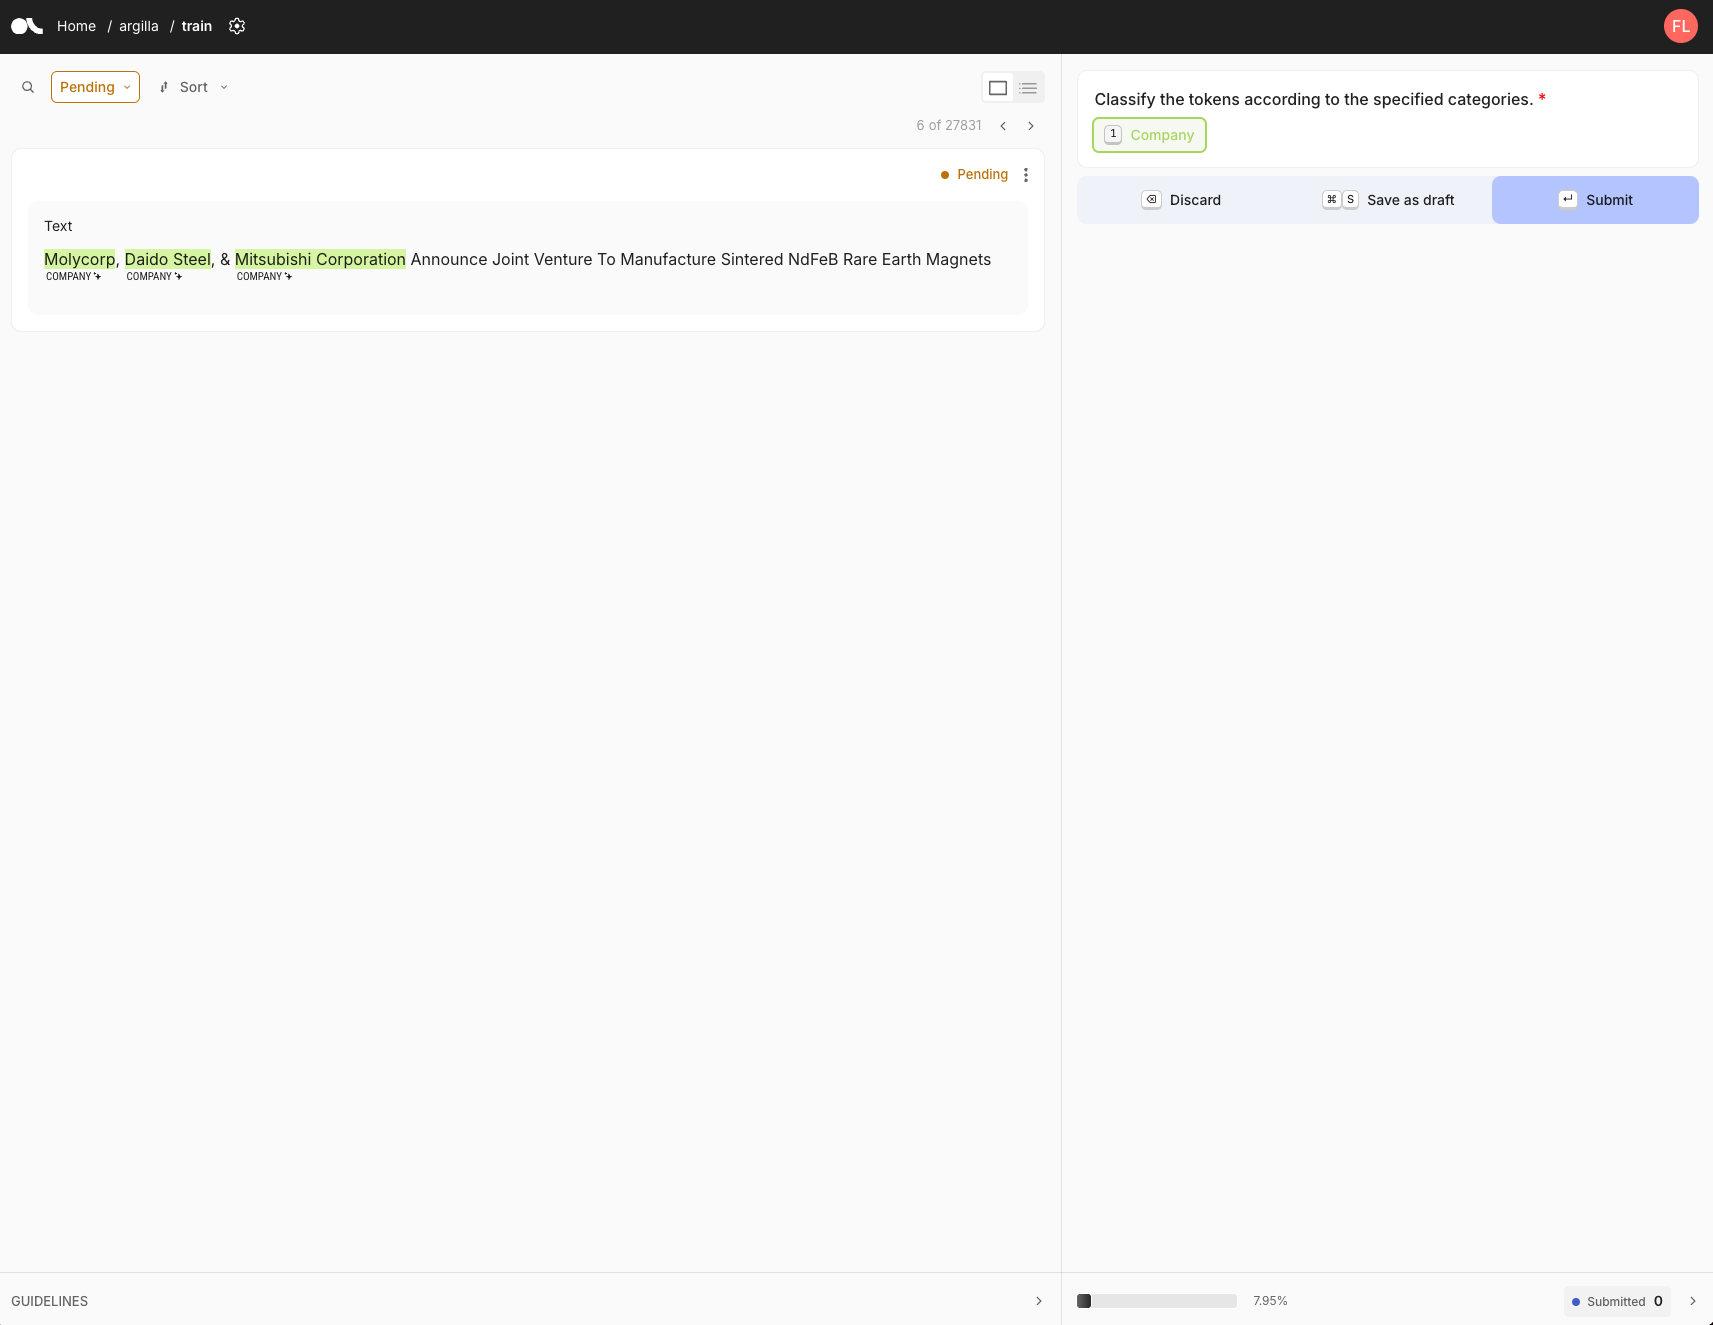 Home / argilla / train
FL
Pending
Sort
6 of 27831
Pending
Text
Molycorp, Daido Steel, & Mitsubishi Corporation Announce Joint Venture To Manufacture Sintered NdFeB Rare Earth Magnets
COMPANY COMPANY COMPANY
Classify the tokens according to the specified categories. *
1 Company
Discard
⌘ S Save as draft
Submit
GUIDELINES
7.95%
Submitted 0